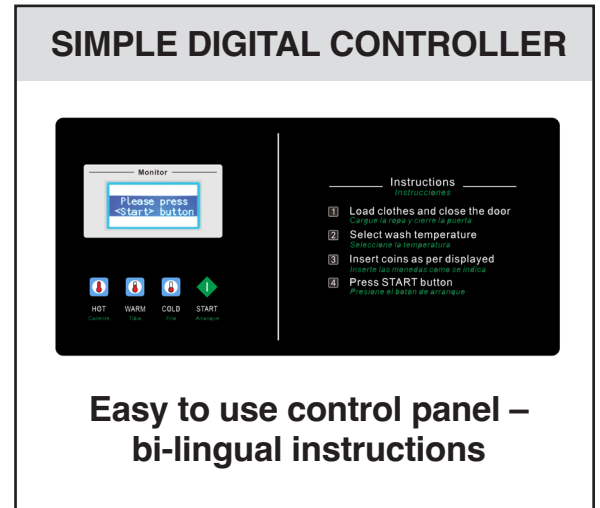 SIMPLE DIGITAL CONTROLLER
Monitor
Please press
<Start> button
HOT WARM COLD START
Caliente Tibia Fria Arranque
Instructions
Instrucciones
1 Load clothes and close the door
Cargue la ropa y cierre la puerta
2 Select wash temperature
Seleccione la temperatura
3 Insert coins as per displayed
Inserte las monedas como se indica
4 Press START button
Presione el botón de arranque
Easy to use control panel –
bi-lingual instructions